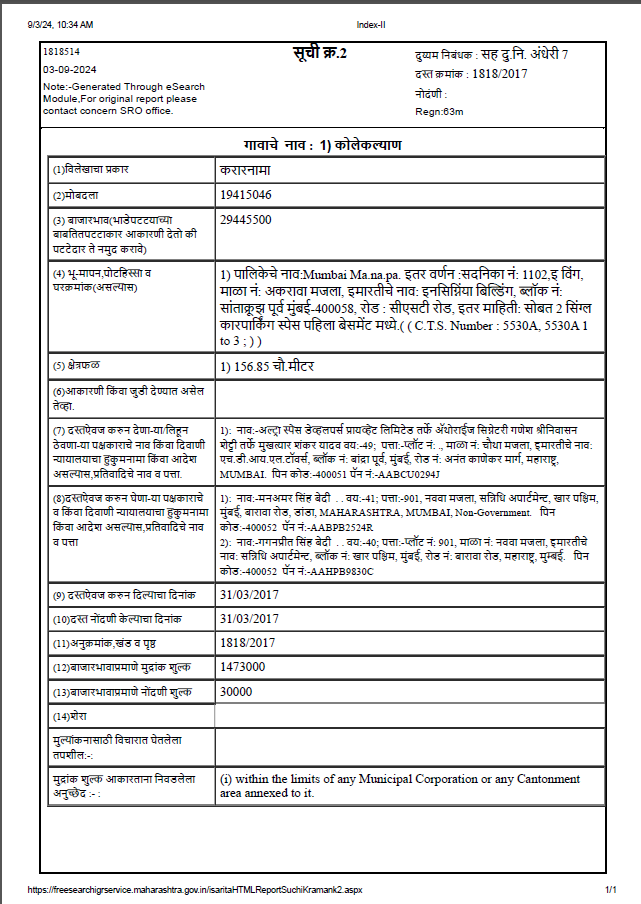 9/3/24, 10:34 AM
Index-II
1818514
03-09-2024
Note:-Generated Through eSearch
Module,For original report please
contact concern SRO office.
सूची क्र.2
दुय्यम निबंधक : सह दु.नि. अंधेरी 7
दस्त क्रमांक : 1818/2017
नोदंणी :
Regn:63m
गावाचे नाव : 1) कोलेकल्याण
(1)विलेखाचा प्रकार
करारनामा
(2)मोबदला
19415046
(3) बाजारभाव(भाडेपटटयाच्या
बाबतितपटटाकार आकारणी देतो की
पटटेदार ते नमुद करावे)
29445500
(4) भू-मापन,पोटहिस्सा व
घरक्रमांक(असल्यास)
1) पालिकेचे नाव:Mumbai Ma.na.pa. इतर वर्णन :सदनिका नं: 1102,इ विंग,
माळा नं: अकरावा मजला, इमारतीचे नाव: इनसिग्निया बिल्डिंग, ब्लॉक नं:
सांताक्रूझ पूर्व मुंबई-400058, रोड : सीएसटी रोड, इतर माहिती: सोबत 2 सिंगल
कारपार्किंग स्पेस पहिला बेसमेंट मध्ये.( ( C.T.S. Number : 5530A, 5530A 1
to 3 ; ) )
(5) क्षेत्रफळ
1) 156.85 चौ.मीटर
(6)आकारणी किंवा जुडी देण्यात असेल
तेव्हा.
(7) दस्तऐवज करुन देणा-या/लिहून
ठेवणा-या पक्षकाराचे नाव किंवा दिवाणी
न्यायालयाचा हुकुमनामा किंवा आदेश
असल्यास,प्रतिवादिचे नाव व पत्ता.
1): नाव:-अल्ट्रा स्पेस डेव्हलपर्स प्रायव्हेट लिमिटेड तर्फे ऑथोराईज सिग्नेटरी गणेश श्रीनिवासन
शेट्टी तर्फे मुखत्यार शंकर यादव वय:-49; पत्ता:-प्लॉट नं: ., माळा नं: चौथा मजला, इमारतीचे नाव:
एच.डी.आय.एल.टॉवर्स, ब्लॉक नं: बांद्रा पूर्व, मुंबई, रोड नं: अनंत काणेकर मार्ग, महाराष्ट्र,
MUMBAI. पिन कोड:-400051 पॅन नं:-AABCU0294J
(8)दस्तऐवज करुन घेणा-या पक्षकाराचे
व किंवा दिवाणी न्यायालयाचा हुकुमनामा
किंवा आदेश असल्यास,प्रतिवादिचे नाव
व पत्ता
1): नाव:-मनअमर सिंह बेदी . . वय:-41; पत्ता:-901, नववा मजला, सन्निधि अपार्टमेन्ट, खार पश्चिम,
मुंबई, बारावा रोड, डांडा, MAHARASHTRA, MUMBAI, Non-Government. पिन
कोड:-400052 पॅन नं:-AABPB2524R
2): नाव:-गगनप्रीत सिंह बेदी . . वय:-40; पत्ता:-प्लॉट नं: 901, माळा नं: नववा मजला, इमारतीचे
नाव: सन्निधि अपार्टमेन्ट, ब्लॉक नं: खार पश्चिम, मुंबई, रोड नं: बारावा रोड, महाराष्ट्र, मुम्बई. पिन
कोड:-400052 पॅन नं:-AAHPB9830C
(9) दस्तऐवज करुन दिल्याचा दिनांक
31/03/2017
(10)दस्त नोंदणी केल्याचा दिनांक
31/03/2017
(11)अनुक्रमांक,खंड व पृष्ठ
1818/2017
(12)बाजारभावाप्रमाणे मुद्रांक शुल्क
1473000
(13)बाजारभावाप्रमाणे नोंदणी शुल्क
30000
(14)शेरा
मुल्यांकनासाठी विचारात घेतलेला
तपशील:-:
मुद्रांक शुल्क आकारताना निवडलेला
अनुच्छेद :- :
(i) within the limits of any Municipal Corporation or any Cantonment
area annexed to it.
https://freesearchigrservice.maharashtra.gov.in/isaritaHTMLReportSuchiKramank2.aspx
1/1